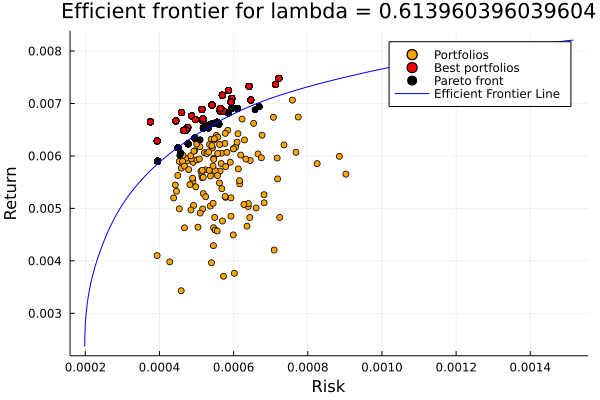 Efficient frontier for lambda = 0.613960396039604
Portfolios
Best portfolios
Pareto front
Efficient Frontier Line
Return
0.008
0.007
0.006
0.005
0.004
0.003
0.0002
0.0004
0.0006
0.0008
0.0010
0.0012
0.0014
Risk